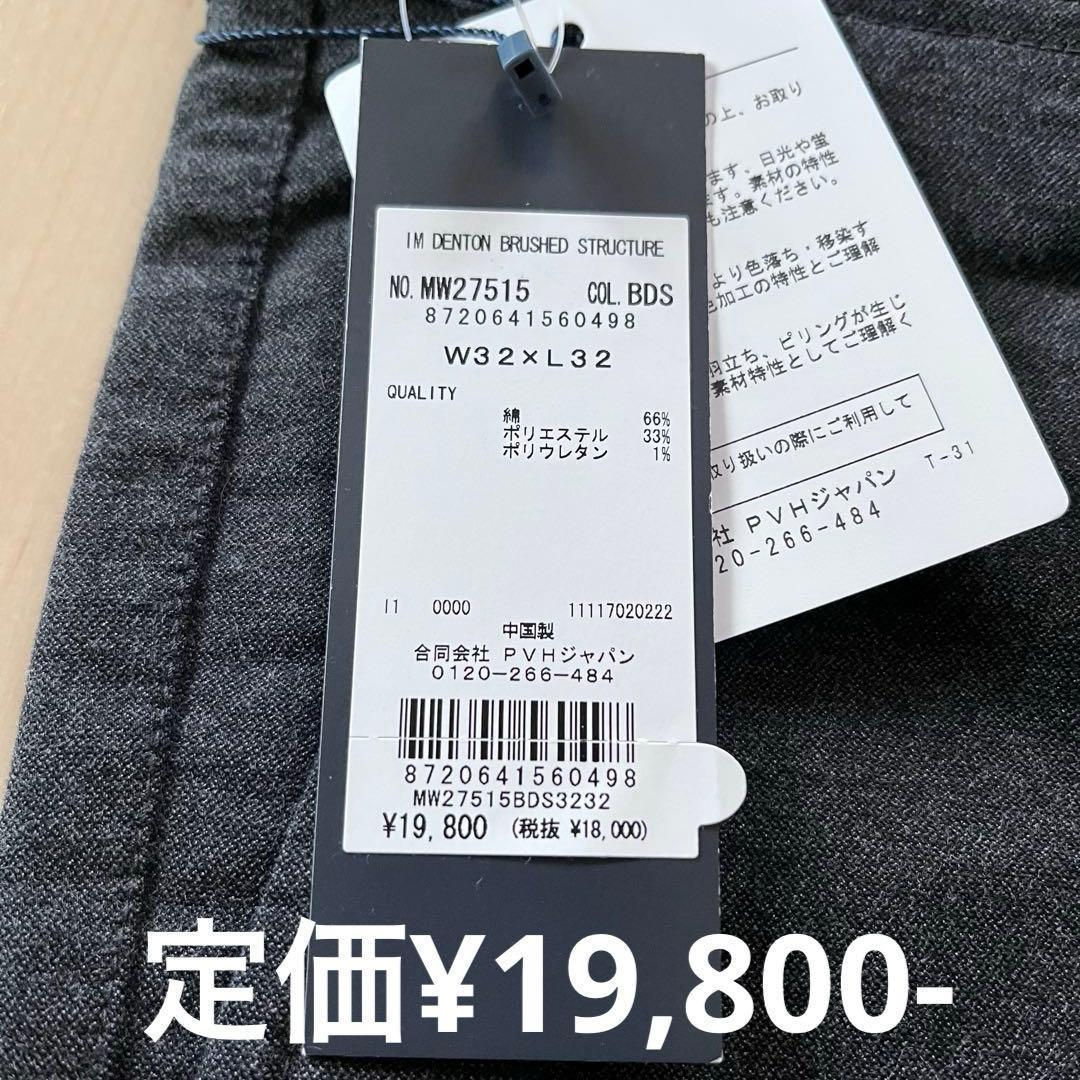 IM DENTON BRUSHED STRUCTURE
NO. MW27515 COL. BDS
8720641560498
W32×L32
QUALITY
綿 66%
ポリエステル 33%
ポリウレタン 1%
I1 0000 11117020222
中国製
合同会社 PVHジャパン
0120-266-484
8720641560498
MW27515BDS3232
¥19,800 (税抜 ¥18,000)
の上、お取り
ます。日光や蛍
ます。素材の特性
も注意ください。
より色落ち・移染す
色加工の特性とご理解
羽立ち、ピリングが生じ
素材特性としてご理解く
取り扱いの際にご利用して
社 PVHジャパン T-31
20-266-484
定価¥19,800-